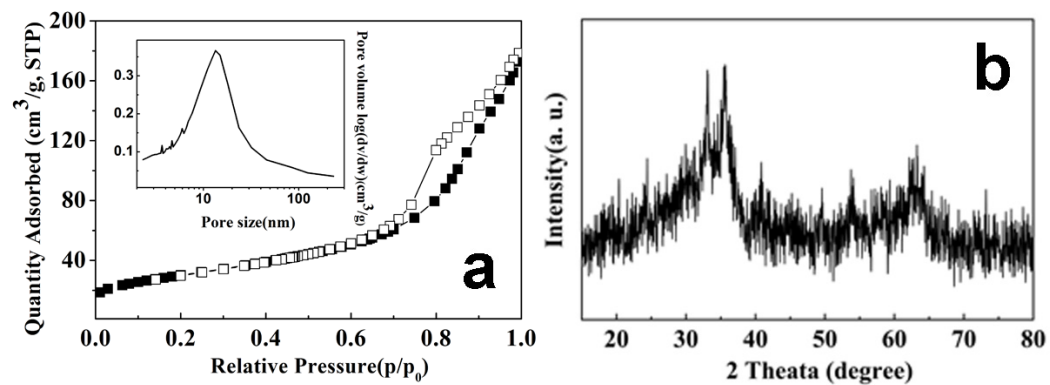 a
200
160
120
80
40
Quantity Adsorbed (cm³/g, STP)
0.3
0.2
0.1
10
100
Pore size(nm)
Pore volume log(dv/dw)(cm³/g)
0.0
0.2
0.4
0.6
0.8
1.0
Relative Pressure(p/p₀)
b
Intensity(a. u.)
20
30
40
50
60
70
80
2 Theata (degree)